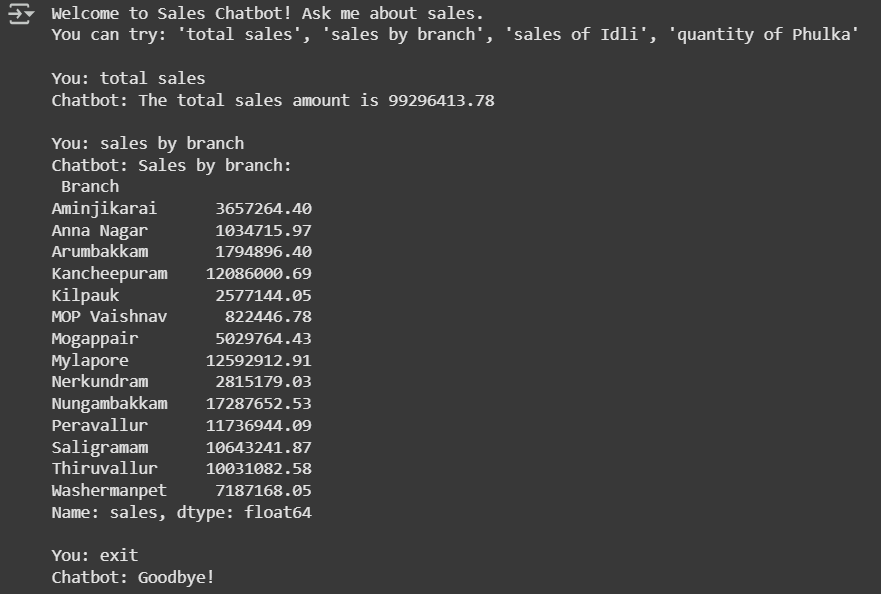 Welcome to Sales Chatbot! Ask me about sales.
You can try: 'total sales', 'sales by branch', 'sales of Idli', 'quantity of Phulka'
You: total sales
Chatbot: The total sales amount is 99296413.78
You: sales by branch
Chatbot: Sales by branch:
Branch
Aminjikarai 3657264.40
Anna Nagar 1034715.97
Arumbakkam 1794896.40
Kancheepuram 12086000.69
Kilpauk 2577144.05
MOP Vaishnav 822446.78
Mogappair 5029764.43
Mylapore 12592912.91
Nerkundram 2815179.03
Nungambakkam 17287652.53
Peravallur 11736944.09
Saligramam 10643241.87
Thiruvallur 10031082.58
Washermanpet 7187168.05
Name: sales, dtype: float64
You: exit
Chatbot: Goodbye!